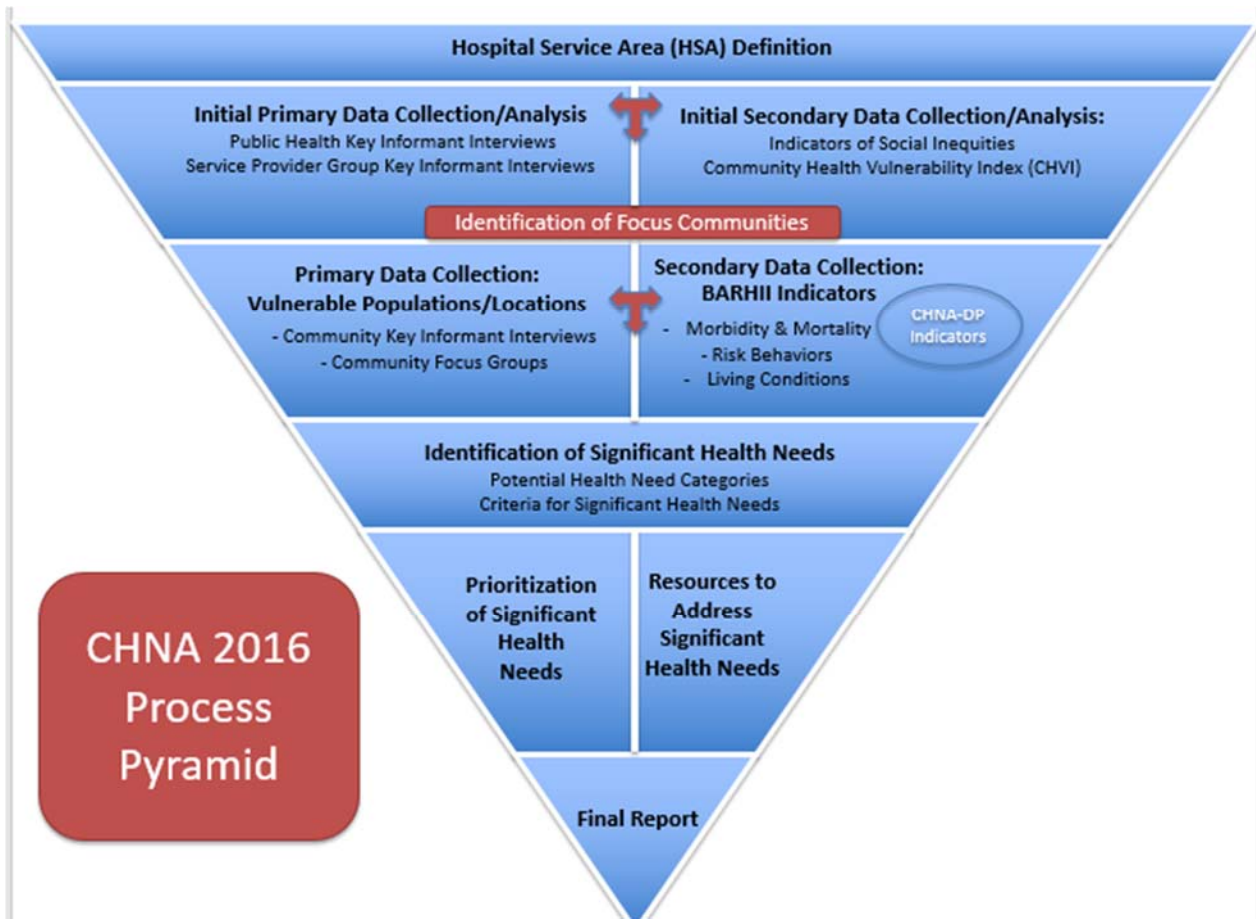 Hospital Service Area (HSA) Definition
Initial Primary Data Collection/Analysis
Public Health Key Informant Interviews
Service Provider Group Key Informant Interviews
Initial Secondary Data Collection/Analysis:
Indicators of Social Inequities
Community Health Vulnerability Index (CHVI)
Identification of Focus Communities
Primary Data Collection:
Vulnerable Populations/Locations
- Community Key Informant Interviews
- Community Focus Groups
Secondary Data Collection:
BARHII Indicators
- Morbidity & Mortality
- Risk Behaviors
- Living Conditions
CHNA-DP
Indicators
Identification of Significant Health Needs
Potential Health Need Categories
Criteria for Significant Health Needs
Prioritization
of Significant
Health
Needs
Resources to
Address
Significant
Health Needs
CHNA 2016
Process
Pyramid
Final Report